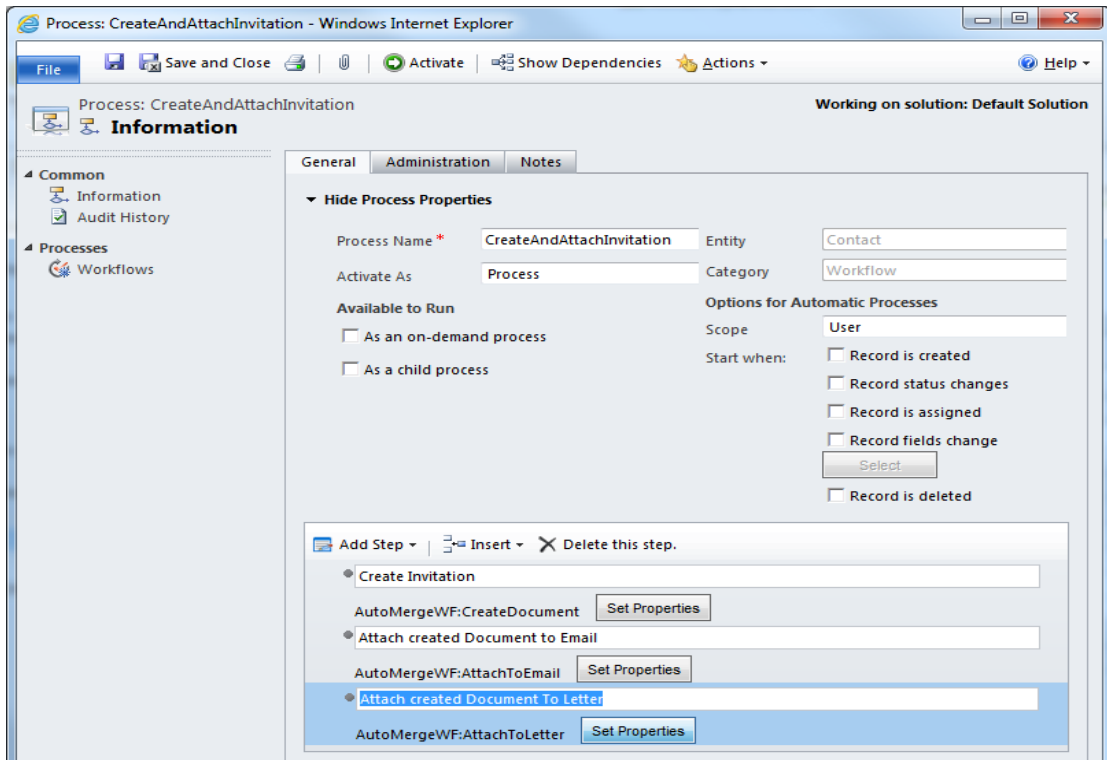 Process: CreateAndAttachInvitation - Windows Internet Explorer
File Save and Close Activate Show Dependencies Actions Help
Process: CreateAndAttachInvitation
Information
Working on solution: Default Solution
Common
Information
Audit History
Processes
Workflows
General Administration Notes
Hide Process Properties
Process Name * CreateAndAttachInvitation
Activate As Process
Available to Run
As an on-demand process
As a child process
Entity Contact
Category Workflow
Options for Automatic Processes
Scope User
Start when: Record is created
Record status changes
Record is assigned
Record fields change
Select
Record is deleted
Add Step Insert Delete this step.
Create Invitation
AutoMergeWF:CreateDocument Set Properties
Attach created Document to Email
AutoMergeWF:AttachToEmail Set Properties
Attach created Document To Letter
AutoMergeWF:AttachToLetter Set Properties